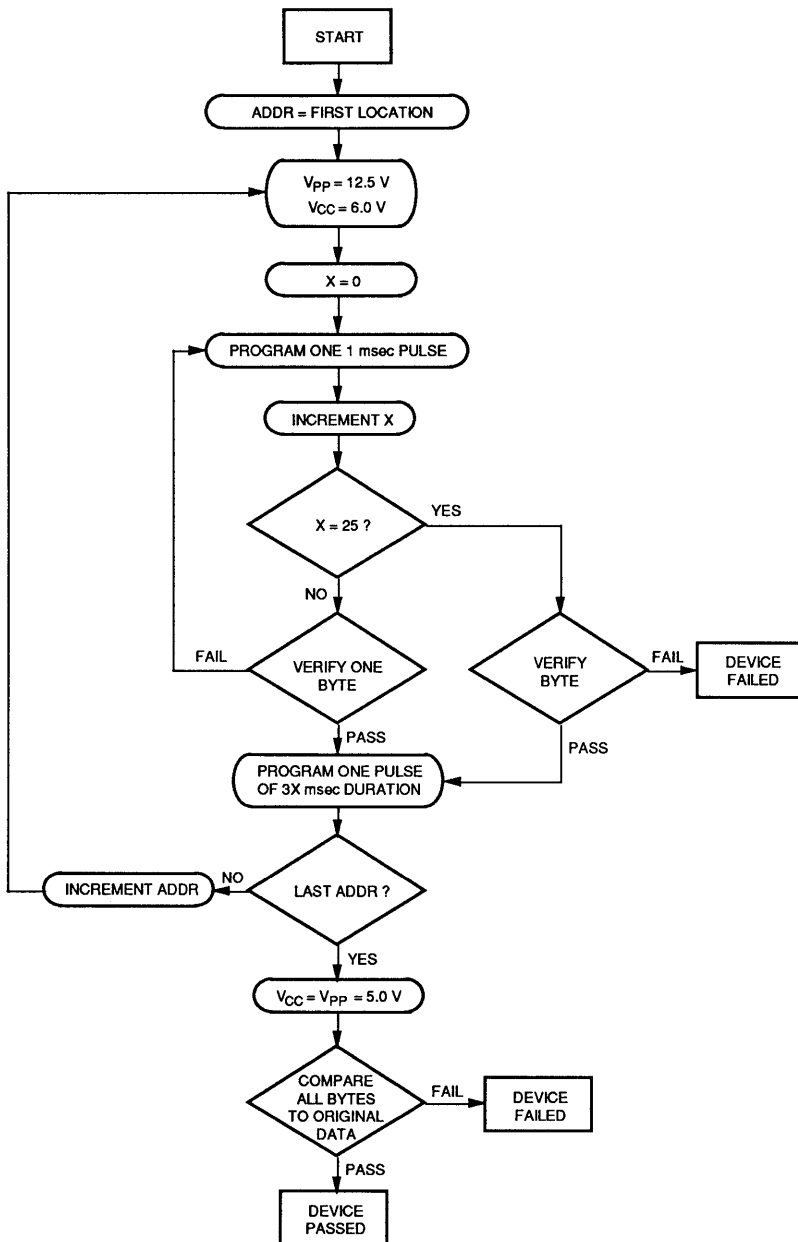 START
ADDR = FIRST LOCATION
VPP = 12.5 V
VCC = 6.0 V
X = 0
PROGRAM ONE 1 msec PULSE
INCREMENT X
X = 25 ?
YES
NO
FAIL
VERIFY ONE
BYTE
VERIFY
BYTE
FAIL
DEVICE
FAILED
PASS
PASS
PROGRAM ONE PULSE
OF 3X msec DURATION
INCREMENT ADDR
NO
LAST ADDR ?
YES
VCC = VPP = 5.0 V
COMPARE
ALL BYTES
TO ORIGINAL
DATA
FAIL
DEVICE
FAILED
PASS
DEVICE
PASSED